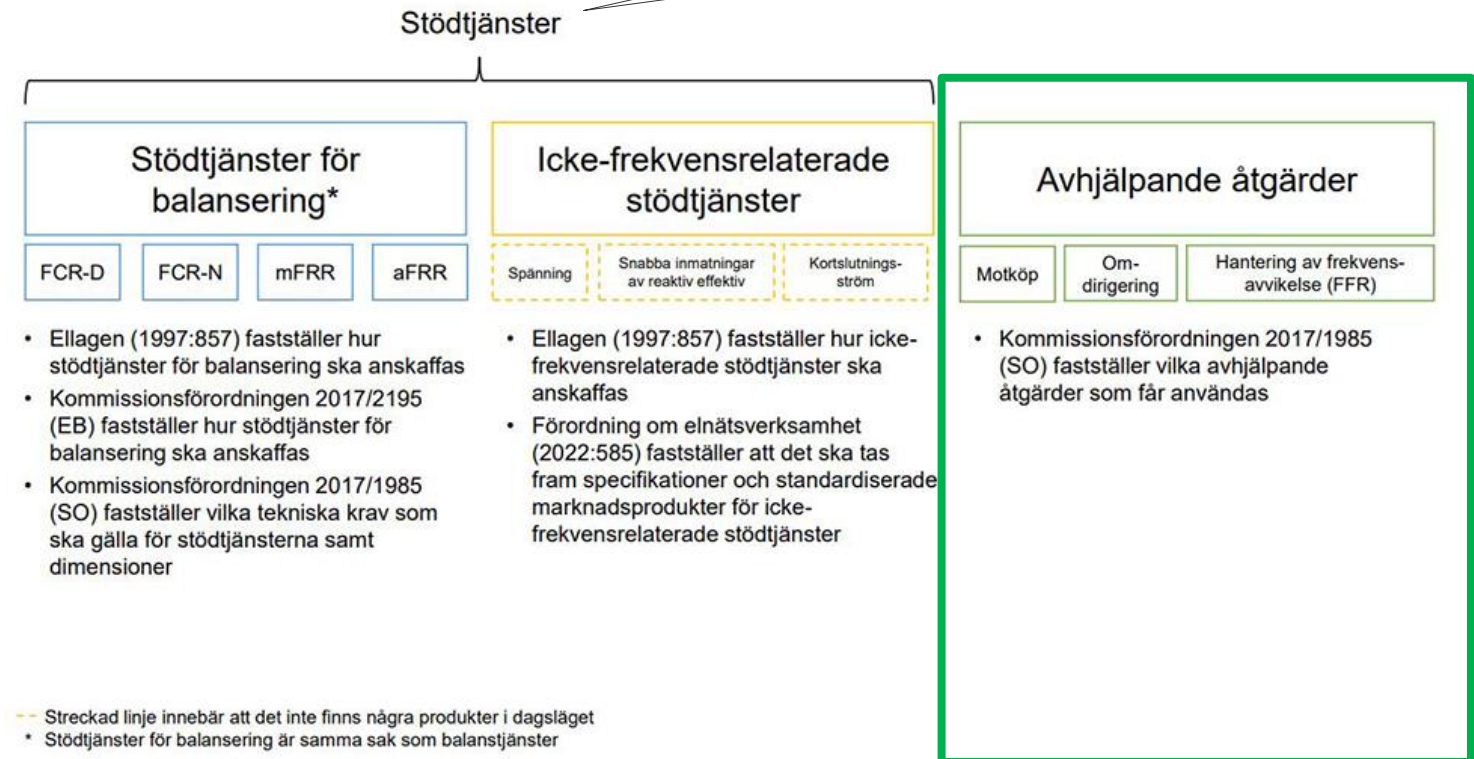 Stödtjänster
Stödtjänster för
balansering*
FCR-D
FCR-N
mFRR
aFRR
• Ellagen (1997:857) fastställer hur
stödtjänster för balansering ska anskaffas
• Kommissionsförordningen 2017/2195
(EB) fastställer hur stödtjänster för
balansering ska anskaffas
• Kommissionsförordningen 2017/1985
(SO) fastställer vilka tekniska krav som
ska gälla för stödtjänsterna samt
dimensioner
Icke-frekvensrelaterade
stödtjänster
Spänning
Snabba inmatningar
av reaktiv effektiv
Kortslutnings-
ström
• Ellagen (1997:857) fastställer hur icke-
frekvensrelaterade stödtjänster ska
anskaffas
• Förordning om elnätsverksamhet
(2022:585) fastställer att det ska tas
fram specifikationer och standardiserade
marknadsprodukter för icke-
frekvensrelaterade stödtjänster
Avhjälpande åtgärder
Motköp
Om-
dirigering
Hantering av frekvens-
avvikelse (FFR)
• Kommissionsförordningen 2017/1985
(SO) fastställer vilka avhjälpande
åtgärder som får användas
Streckad linje innebär att det inte finns några produkter i dagsläget
* Stödtjänster för balansering är samma sak som balanstjänster